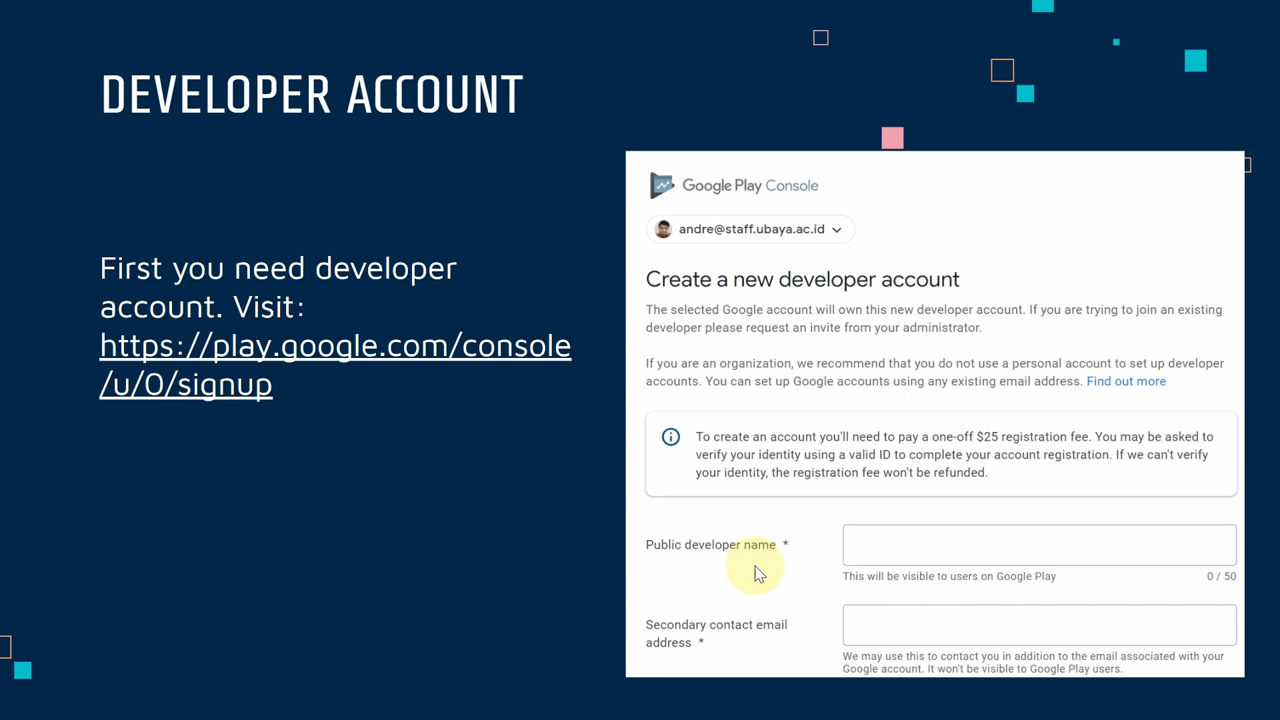 DEVELOPER ACCOUNT
First you need developer
account. Visit:
https://play.google.com/console
/u/0/signup
Google Play Console
andre@staff.ubaya.ac.id
Create a new developer account
The selected Google account will own this new developer account. If you are trying to join an existing
developer please request an invite from your administrator.
If you are an organization, we recommend that you do not use a personal account to set up developer
accounts. You can set up Google accounts using any existing email address. Find out more
To create an account you'll need to pay a one-off $25 registration fee. You may be asked to
verify your identity using a valid ID to complete your account registration. If we can't verify
your identity, the registration fee won't be refunded.
Public developer name *
This will be visible to users on Google Play 0 / 50
Secondary contact email
address *
We may use this to contact you in addition to the email associated with your
Google account. It won't be visible to Google Play users.